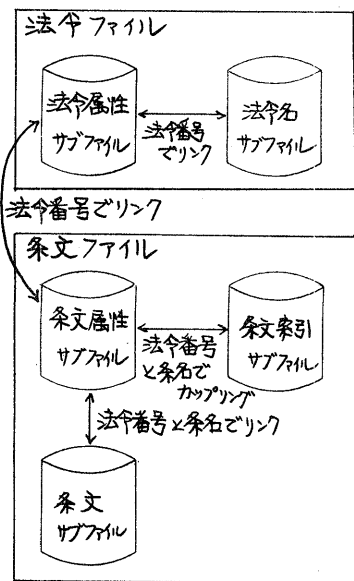 法令ファイル
法令属性
サブファイル
法令番号
でリンク
法令名
サブファイル
法令番号でリンク
条文ファイル
条文属性
サブファイル
法令番号
と条名で
カップリング
条文索引
サブファイル
法令番号と条名でリンク
条文
サブファイル